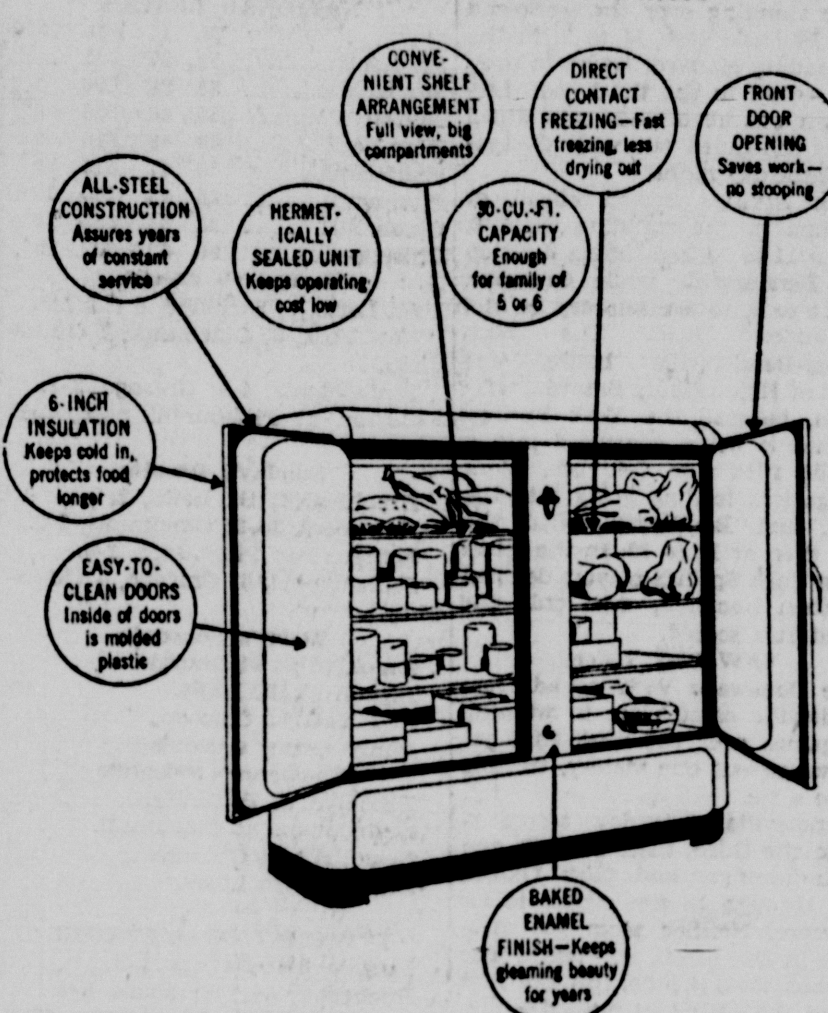 CONVE-
NIENT SHELF
ARRANGEMENT
Full view, big
compartments
DIRECT
CONTACT
FREEZING—Fast
freezing, less
drying out
FRONT
DOOR
OPENING
Saves work—
no stooping
ALL-STEEL
CONSTRUCTION
Assures years
of constant
service
HERMET-
ICALLY
SEALED UNIT
Keeps operating
cost low
30-CU.-FT.
CAPACITY
Enough
for family of
5 or 6
6-INCH
INSULATION
Keeps cold in,
protects food
longer
EASY-TO-
CLEAN DOORS
Inside of doors
is molded
plastic
BAKED
ENAMEL
FINISH—Keeps
gleaming beauty
for years